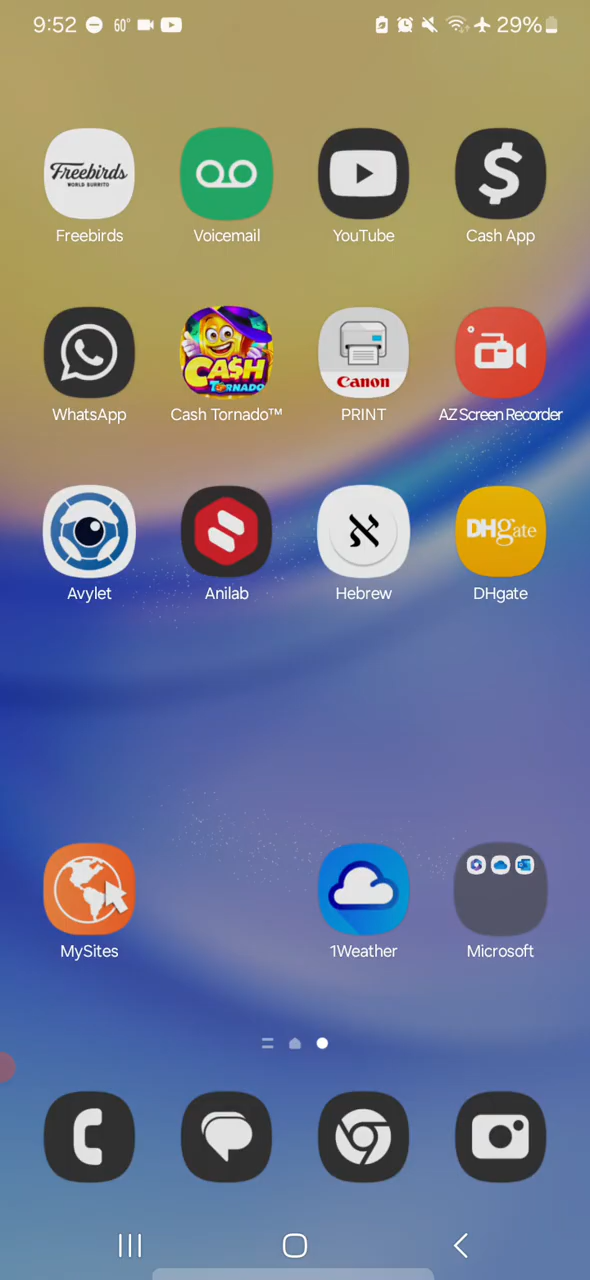 9:52 60° 29%
Freebirds
WORLD BURRITO
Freebirds Voicemail YouTube Cash App
CA$H
TORNADO
Canon
WhatsApp Cash Tornado™ PRINT AZ Screen Recorder
א
DHgate
Avylet Anilab Hebrew DHgate
MySites 1Weather Microsoft